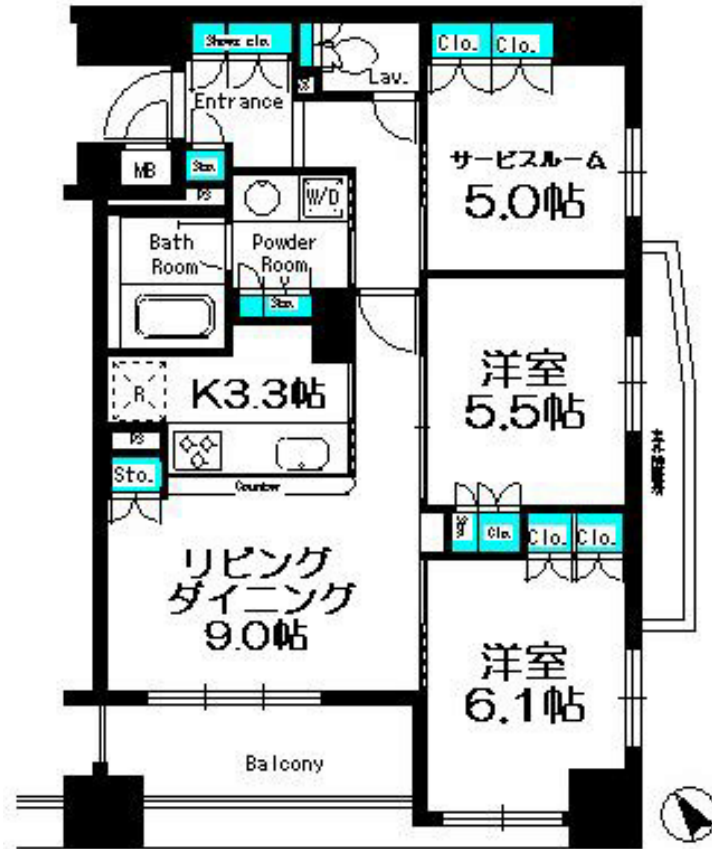 Shoes clo.
Lav.
Clo.
Clo.
Entrance
サービスルーム
5.0帖
MB
Sto.
PS
W/D
Bath
Room
Powder
Room
Sto.
洋室
5.5帖
R
K3.3帖
PS
Sto.
Counter
Clo.
Clo.
Clo.
リビング
ダイニング
9.0帖
洋室
6.1帖
Balcony